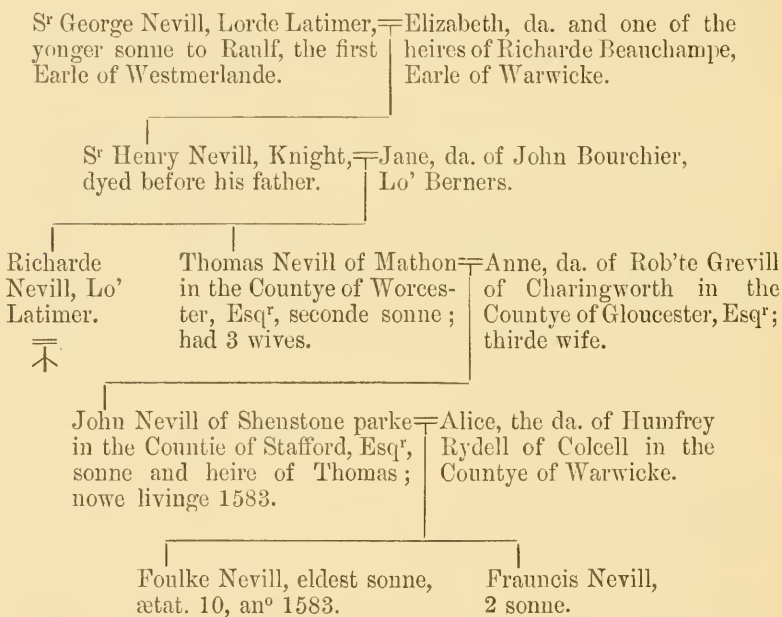 Sr George Nevill, Lorde Latimer,
yonger sonne to Raulf, the first
Earle of Westmerlande.
Elizabeth, da. and one of the
heires of Richarde Beauchampe,
Earle of Warwicke.
Sr Henry Nevill, Knight,
dyed before his father.
Jane, da. of John Bourchier,
Lo' Berners.
Richarde
Nevill, Lo'
Latimer.
Thomas Nevill of Mathon
in the Countye of Worces-
ter, Esqr, seconde sonne;
had 3 wives.
Anne, da. of Rob'te Grevill
of Charingworth in the
Countye of Gloucester, Esqr;
thirde wife.
John Nevill of Shenstone parke
in the Countie of Stafford, Esqr,
sonne and heire of Thomas;
nowe livinge 1583.
Alice, the da. of Humfrey
Rydell of Colcell in the
Countye of Warwicke.
Foulke Nevill, eldest sonne,
ætat. 10, ano 1583.
Frauncis Nevill,
2 sonne.